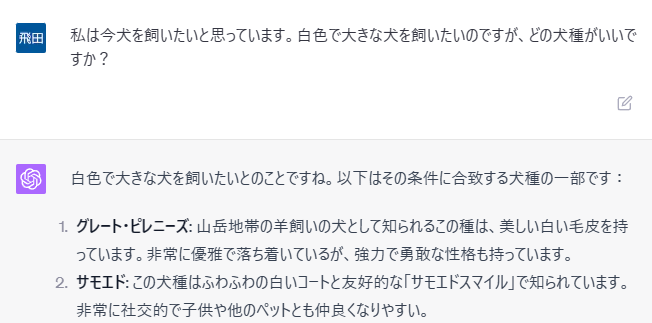 飛田
私は今犬を飼いたいと思っています。白色で大きな犬を飼いたいのですが、どの犬種がいいで
すか？
白色で大きな犬を飼いたいとのことですね。以下はその条件に合致する犬種の一部です：
1. グレート・ピレニーズ: 山岳地帯の羊飼いの犬として知られるこの種は、美しい白い毛皮を持
っています。非常に優雅で落ち着いているが、強力で勇敢な性格も持っています。
2. サモエド: この犬種はふわふわの白いコートと友好的な「サモエドスマイル」で知られています。
非常に社交的で子供や他のペットとも仲良くなりやすい。